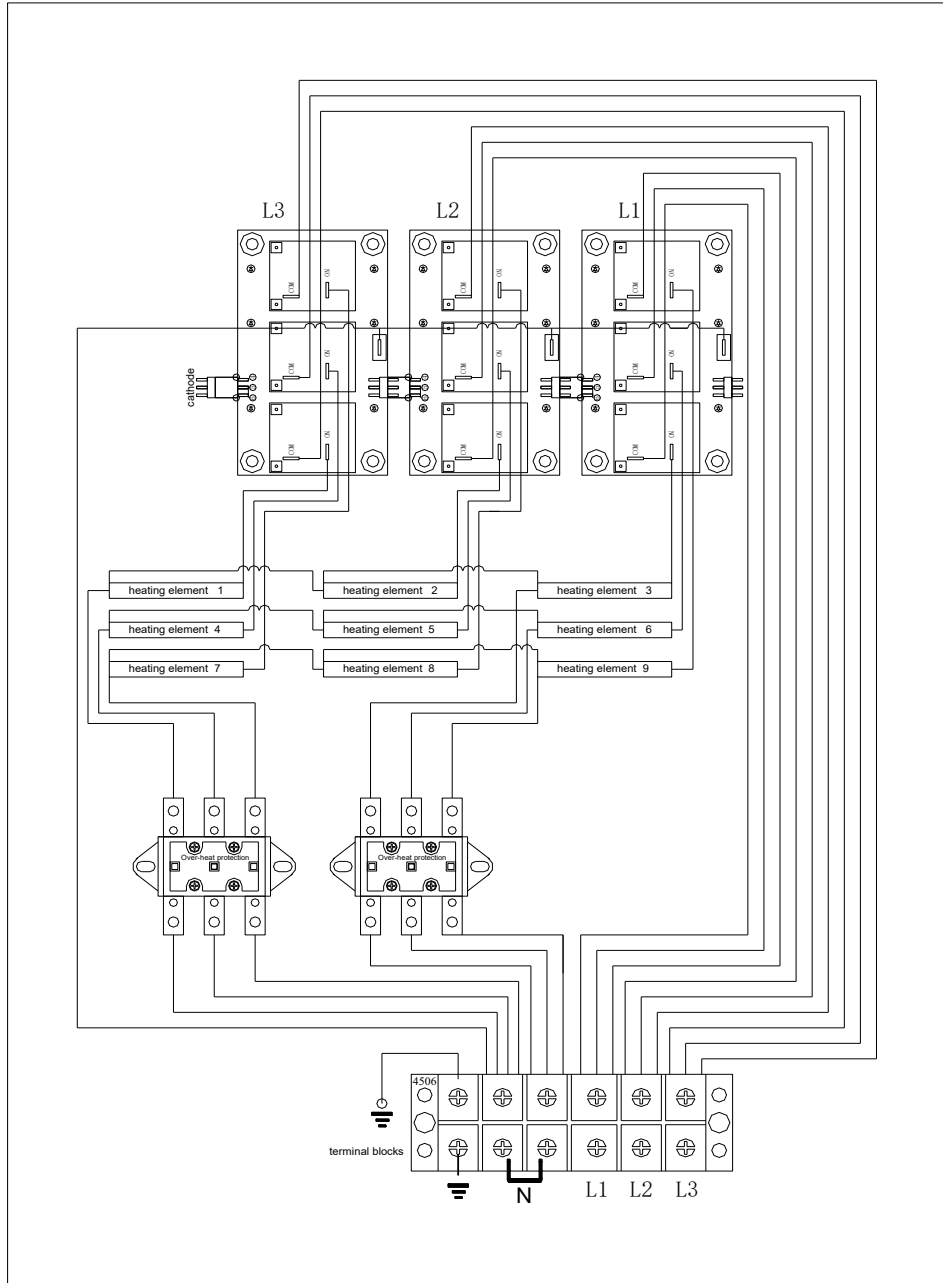 L3 L2 L1
COM ON COM ON COM ON
COM ON COM ON COM ON
cathode
COM ON COM ON COM ON
heating element 1 heating element 2 heating element 3
heating element 4 heating element 5 heating element 6
heating element 7 heating element 8 heating element 9
Over-heat protection Over-heat protection
4506
terminal blocks
N L1 L2 L3